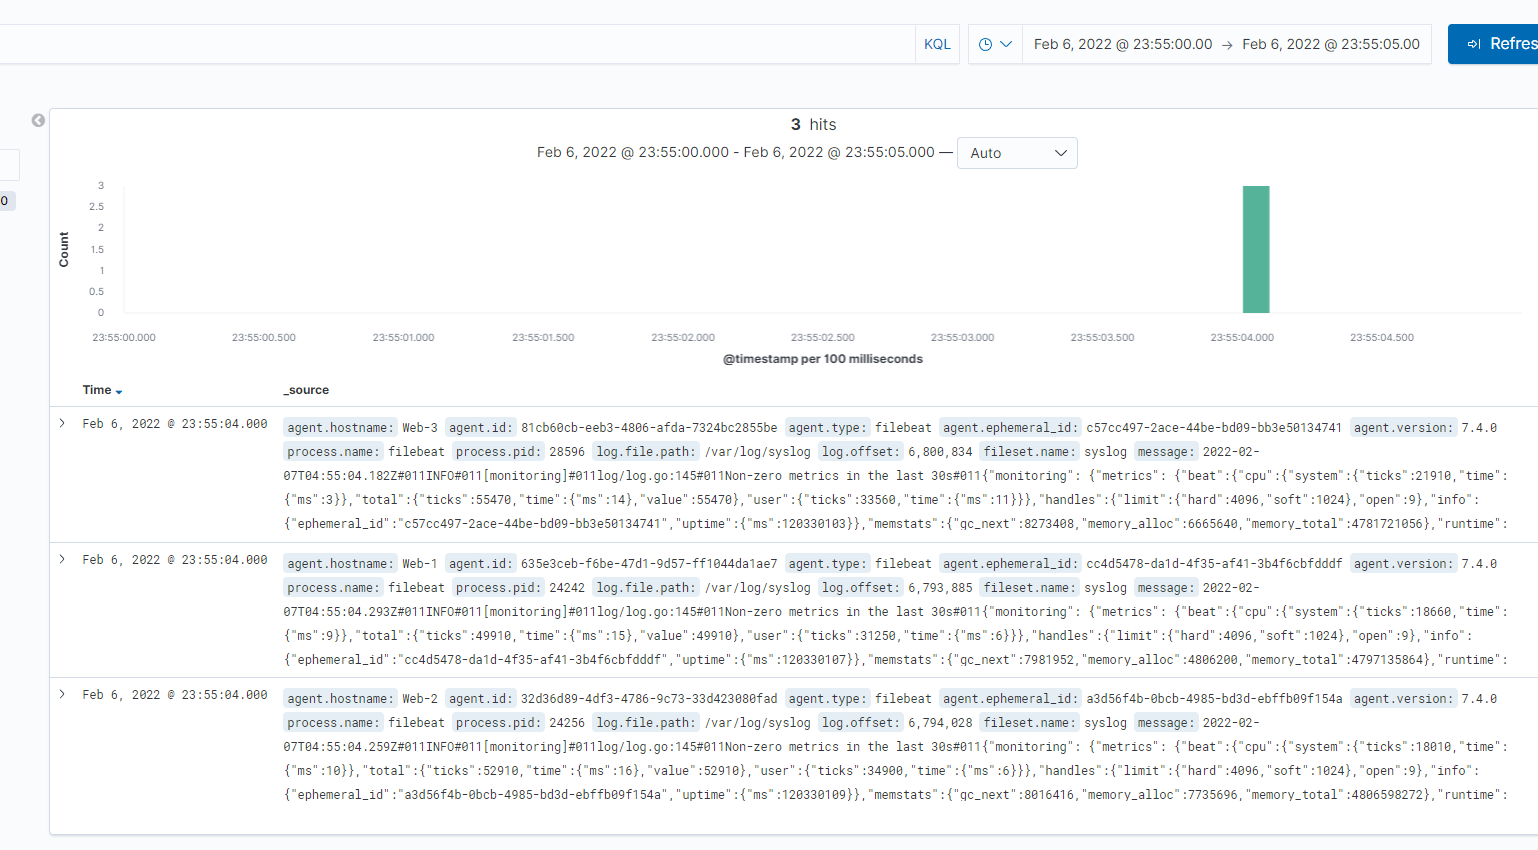 KQL Feb 6, 2022 @ 23:55:00.00 → Feb 6, 2022 @ 23:55:05.00 Refres
3 hits
Feb 6, 2022 @ 23:55:00.000 - Feb 6, 2022 @ 23:55:05.000 — Auto
0
3
2.5
2
1.5
1
0.5
0
Count
23:55:00.000 23:55:00.500 23:55:01.000 23:55:01.500 23:55:02.000 23:55:02.500 23:55:03.000 23:55:03.500 23:55:04.000 23:55:04.500
@timestamp per 100 milliseconds
Time _source
Feb 6, 2022 @ 23:55:04.000 agent.hostname: Web-3 agent.id: 81cb60cb-eeb3-4806-afda-7324bc2855be agent.type: filebeat agent.ephemeral_id: c57cc497-2ace-44be-bd09-bb3e50134741 agent.version: 7.4.0
process.name: filebeat process.pid: 28596 log.file.path: /var/log/syslog log.offset: 6,800,834 fileset.name: syslog message: 2022-02-
07T04:55:04.182Z#011INFO#011[monitoring]#011log/log.go:145#011Non-zero metrics in the last 30s#011{"monitoring": {"metrics": {"beat":{"cpu":{"system":{"ticks":21910,"time":
{"ms":3}},"total":{"ticks":55470,"time":{"ms":14},"value":55470},"user":{"ticks":33560,"time":{"ms":11}}},"handles":{"limit":{"hard":4096,"soft":1024},"open":9},"info":
{"ephemeral_id":"c57cc497-2ace-44be-bd09-bb3e50134741","uptime":{"ms":120330103}},"memstats":{"gc_next":8273408,"memory_alloc":6665640,"memory_total":4781721056},"runtime":
Feb 6, 2022 @ 23:55:04.000 agent.hostname: Web-1 agent.id: 635e3ceb-f6be-47d1-9d57-ff1044da1ae7 agent.type: filebeat agent.ephemeral_id: cc4d5478-da1d-4f35-af41-3b4f6cbfdddf agent.version: 7.4.0
process.name: filebeat process.pid: 24242 log.file.path: /var/log/syslog log.offset: 6,793,885 fileset.name: syslog message: 2022-02-
07T04:55:04.293Z#011INFO#011[monitoring]#011log/log.go:145#011Non-zero metrics in the last 30s#011{"monitoring": {"metrics": {"beat":{"cpu":{"system":{"ticks":18660,"time":
{"ms":9}},"total":{"ticks":49910,"time":{"ms":15},"value":49910},"user":{"ticks":31250,"time":{"ms":6}}},"handles":{"limit":{"hard":4096,"soft":1024},"open":9},"info":
{"ephemeral_id":"cc4d5478-da1d-4f35-af41-3b4f6cbfdddf","uptime":{"ms":120330107}},"memstats":{"gc_next":7981952,"memory_alloc":4806200,"memory_total":4797135864},"runtime":
Feb 6, 2022 @ 23:55:04.000 agent.hostname: Web-2 agent.id: 32d36d89-4df3-4786-9c73-33d423080fad agent.type: filebeat agent.ephemeral_id: a3d56f4b-0bcb-4985-bd3d-ebffb09f154a agent.version: 7.4.0
process.name: filebeat process.pid: 24256 log.file.path: /var/log/syslog log.offset: 6,794,028 fileset.name: syslog message: 2022-02-
07T04:55:04.259Z#011INFO#011[monitoring]#011log/log.go:145#011Non-zero metrics in the last 30s#011{"monitoring": {"metrics": {"beat":{"cpu":{"system":{"ticks":18010,"time":
{"ms":10}},"total":{"ticks":52910,"time":{"ms":16},"value":52910},"user":{"ticks":34900,"time":{"ms":6}}},"handles":{"limit":{"hard":4096,"soft":1024},"open":9},"info":
{"ephemeral_id":"a3d56f4b-0bcb-4985-bd3d-ebffb09f154a","uptime":{"ms":120330109}},"memstats":{"gc_next":8016416,"memory_alloc":7735696,"memory_total":4806598272},"runtime":